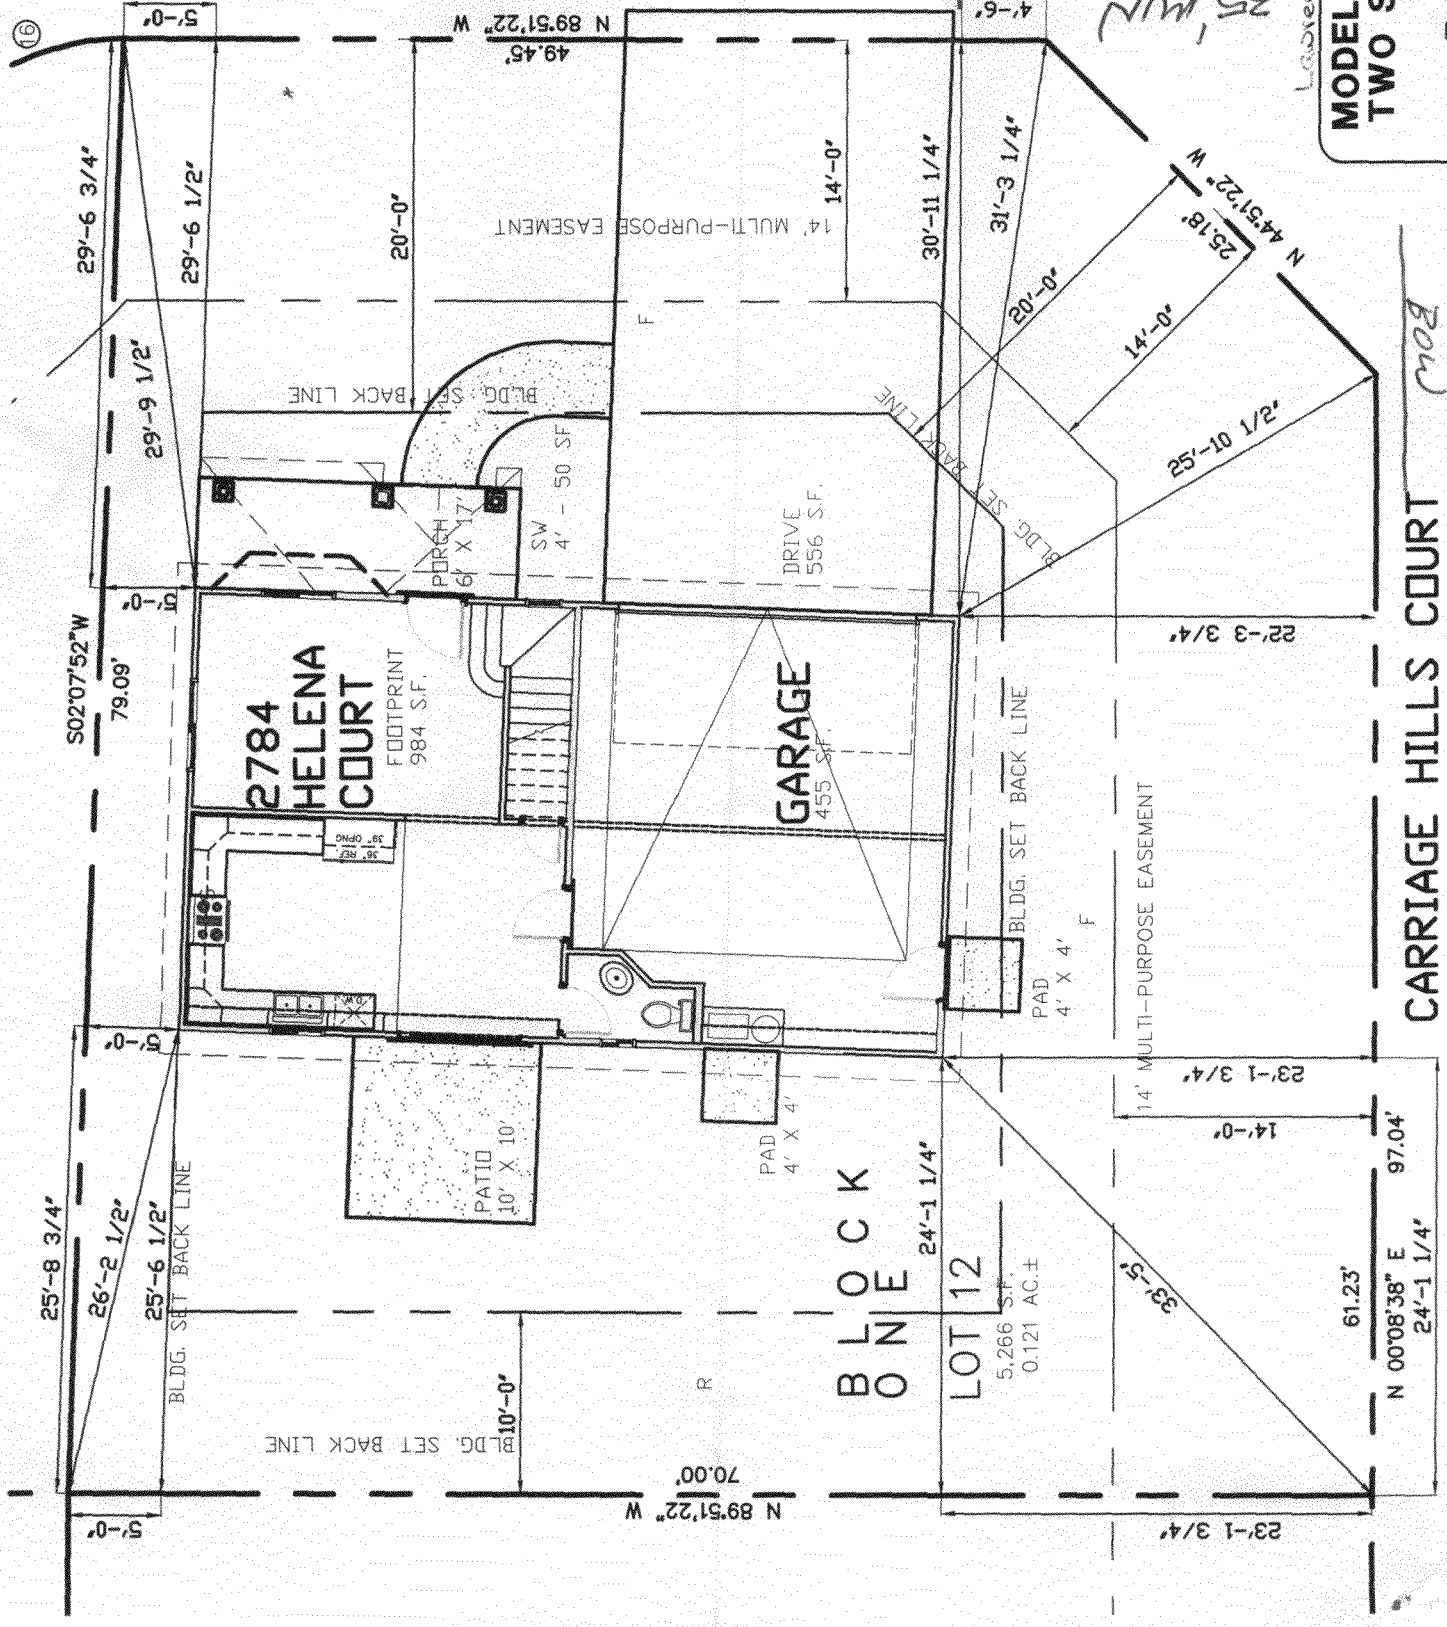 16
5'-0"
N 89°51'22" W
49.45'
4'-6"
MODEL
TWO S
29'-6 3/4"
29'-6 1/2"
29'-9 1/2"
20'-0"
14'-0"
14' MULTI-PURPOSE EASEMENT
30'-11 1/4"
31'-3 1/4"
N 44°51'22" W
25.18'
20'-0"
14'-0"
25'-10 1/2"
BLDG. SET BACK LINE
BLDG. SET BACK LINE
BLDG. SET BACK LINE
F
PORCH
6' X 17'
SW
4' - 50 SF
DRIVE
556 S.F.
S02°07'52"W
79.09'
5'-0"
22'-3 3/4"
2784
HELENA
COURT
FOOTPRINT
984 S.F.
GARAGE
455 S.F.
36" REF.
39" OPNG
D.W.
BLDG. SET BACK LINE
14' MULTI-PURPOSE EASEMENT
CARRIAGE HILLS COURT
PAD
4' X 4'
F
5'-0"
23'-1 3/4"
14'-0"
PATIO
10' X 10'
PAD
4' X 4'
25'-8 3/4"
26'-2 1/2"
25'-6 1/2"
BLDG. SET BACK LINE
24'-1 1/4"
BLOCK
ONE
LOT 12
5,266 S.F.
0.121 AC.±
33'-5"
97.04'
61.23'
N 00°08'38" E
24'-1 1/4"
10'-0"
BLDG. SET BACK LINE
R
70.00'
N 89°51'22" W
5'-0"
23'-1 3/4"